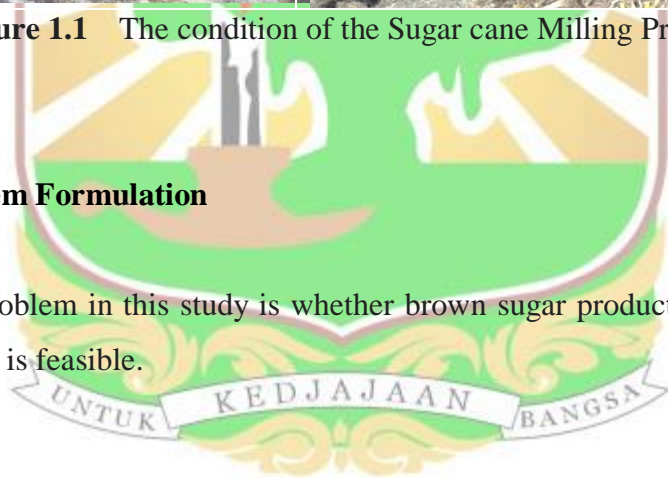 ure 1.1 The condition of the Sugar cane Milling Pr
em Formulation
oblem in this study is whether brown sugar product
is feasible.
UNTUK KEDJAJAAN BANGSA